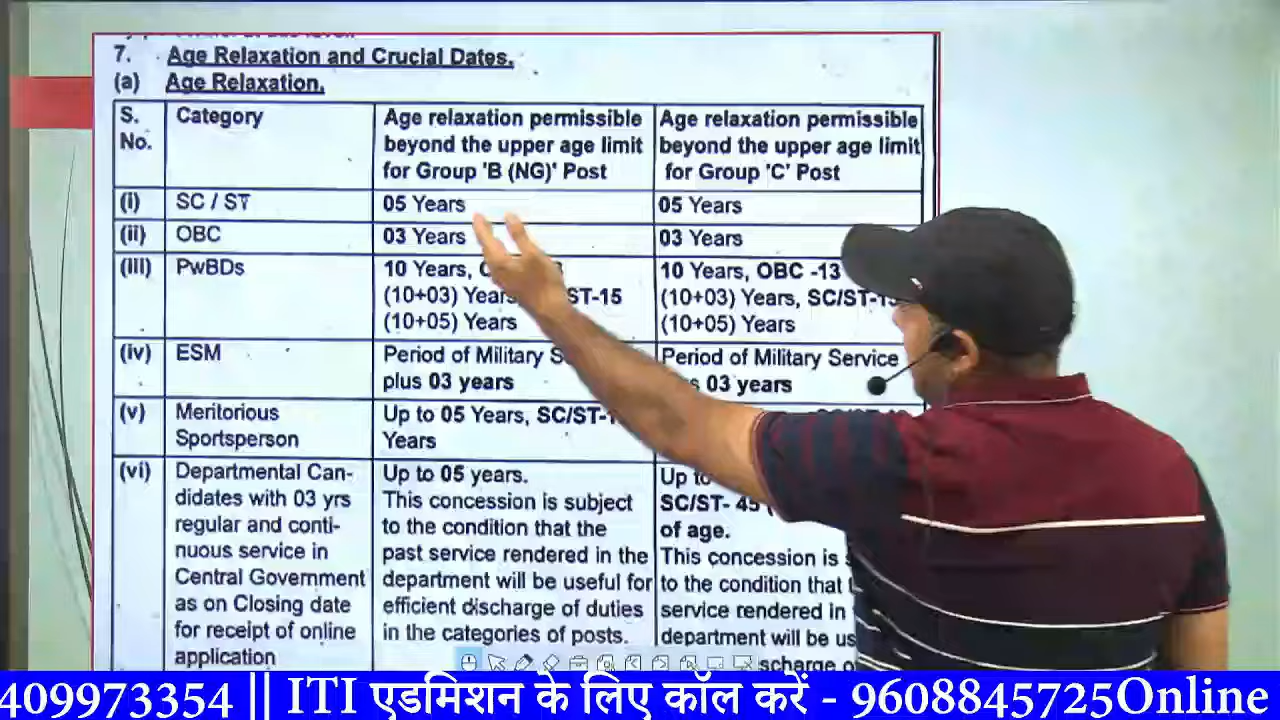 7. Age Relaxation and Crucial Dates.
(a) Age Relaxation.
S. No. Category Age relaxation permissible beyond the upper age limit for Group 'B (NG)' Post Age relaxation permissible beyond the upper age limit for Group 'C' Post
(i) SC / ST 05 Years 05 Years
(ii) OBC 03 Years 03 Years
(iii) PwBDs 10 Years, 10 Years, OBC -13
(10+03) Years ST-15 (10+03) Years, SC/ST-15
(10+05) Years (10+05) Years
(iv) ESM Period of Military Period of Military Service
plus 03 years 03 years
(v) Meritorious Up to 05 Years, SC/ST-
Sportsperson Years
(vi) Departmental Can- Up to 05 years. Up to
didates with 03 yrs This concession is subject SC/ST- 45
regular and conti- to the condition that the of age.
nuous service in past service rendered in the This concession is
Central Government department will be useful for to the condition that
as on Closing date efficient discharge of duties service rendered in
for receipt of online in the categories of posts. department will be
application scharge
409973354 || ITI एडमिशन के लिए कॉल करें - 9608845725Online